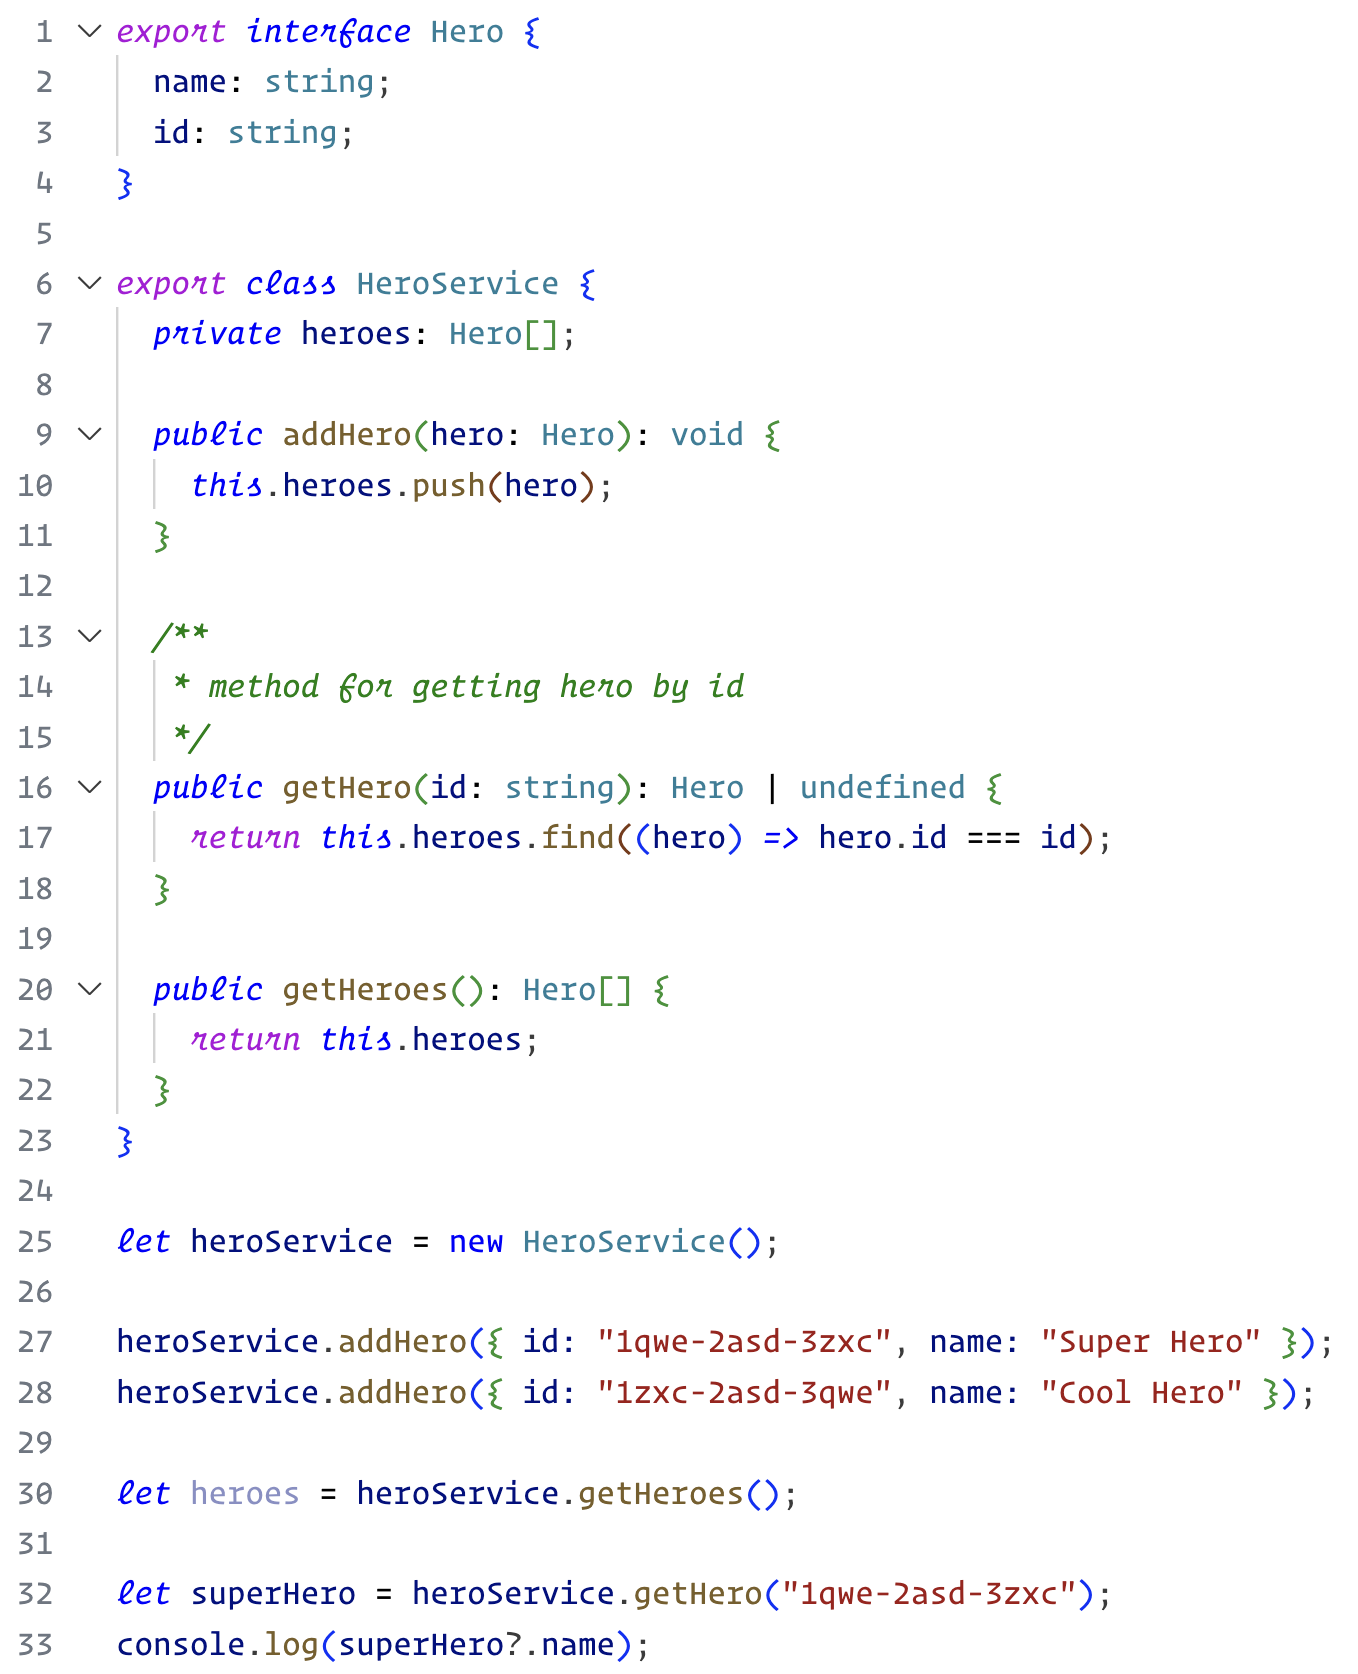 1 export interface Hero {
2   name: string;
3   id: string;
4 }
5
6 export class HeroService {
7   private heroes: Hero[];
8
9   public addHero(hero: Hero): void {
10     this.heroes.push(hero);
11   }
12
13   /**
14    * method for getting hero by id
15    */
16   public getHero(id: string): Hero | undefined {
17     return this.heroes.find((hero) => hero.id === id);
18   }
19
20   public getHeroes(): Hero[] {
21     return this.heroes;
22   }
23 }
24
25 let heroService = new HeroService();
26
27 heroService.addHero({ id: "1qwe-2asd-3zxc", name: "Super Hero" });
28 heroService.addHero({ id: "1zxc-2asd-3qwe", name: "Cool Hero" });
29
30 let heroes = heroService.getHeroes();
31
32 let superHero = heroService.getHero("1qwe-2asd-3zxc");
33 console.log(superHero?.name);